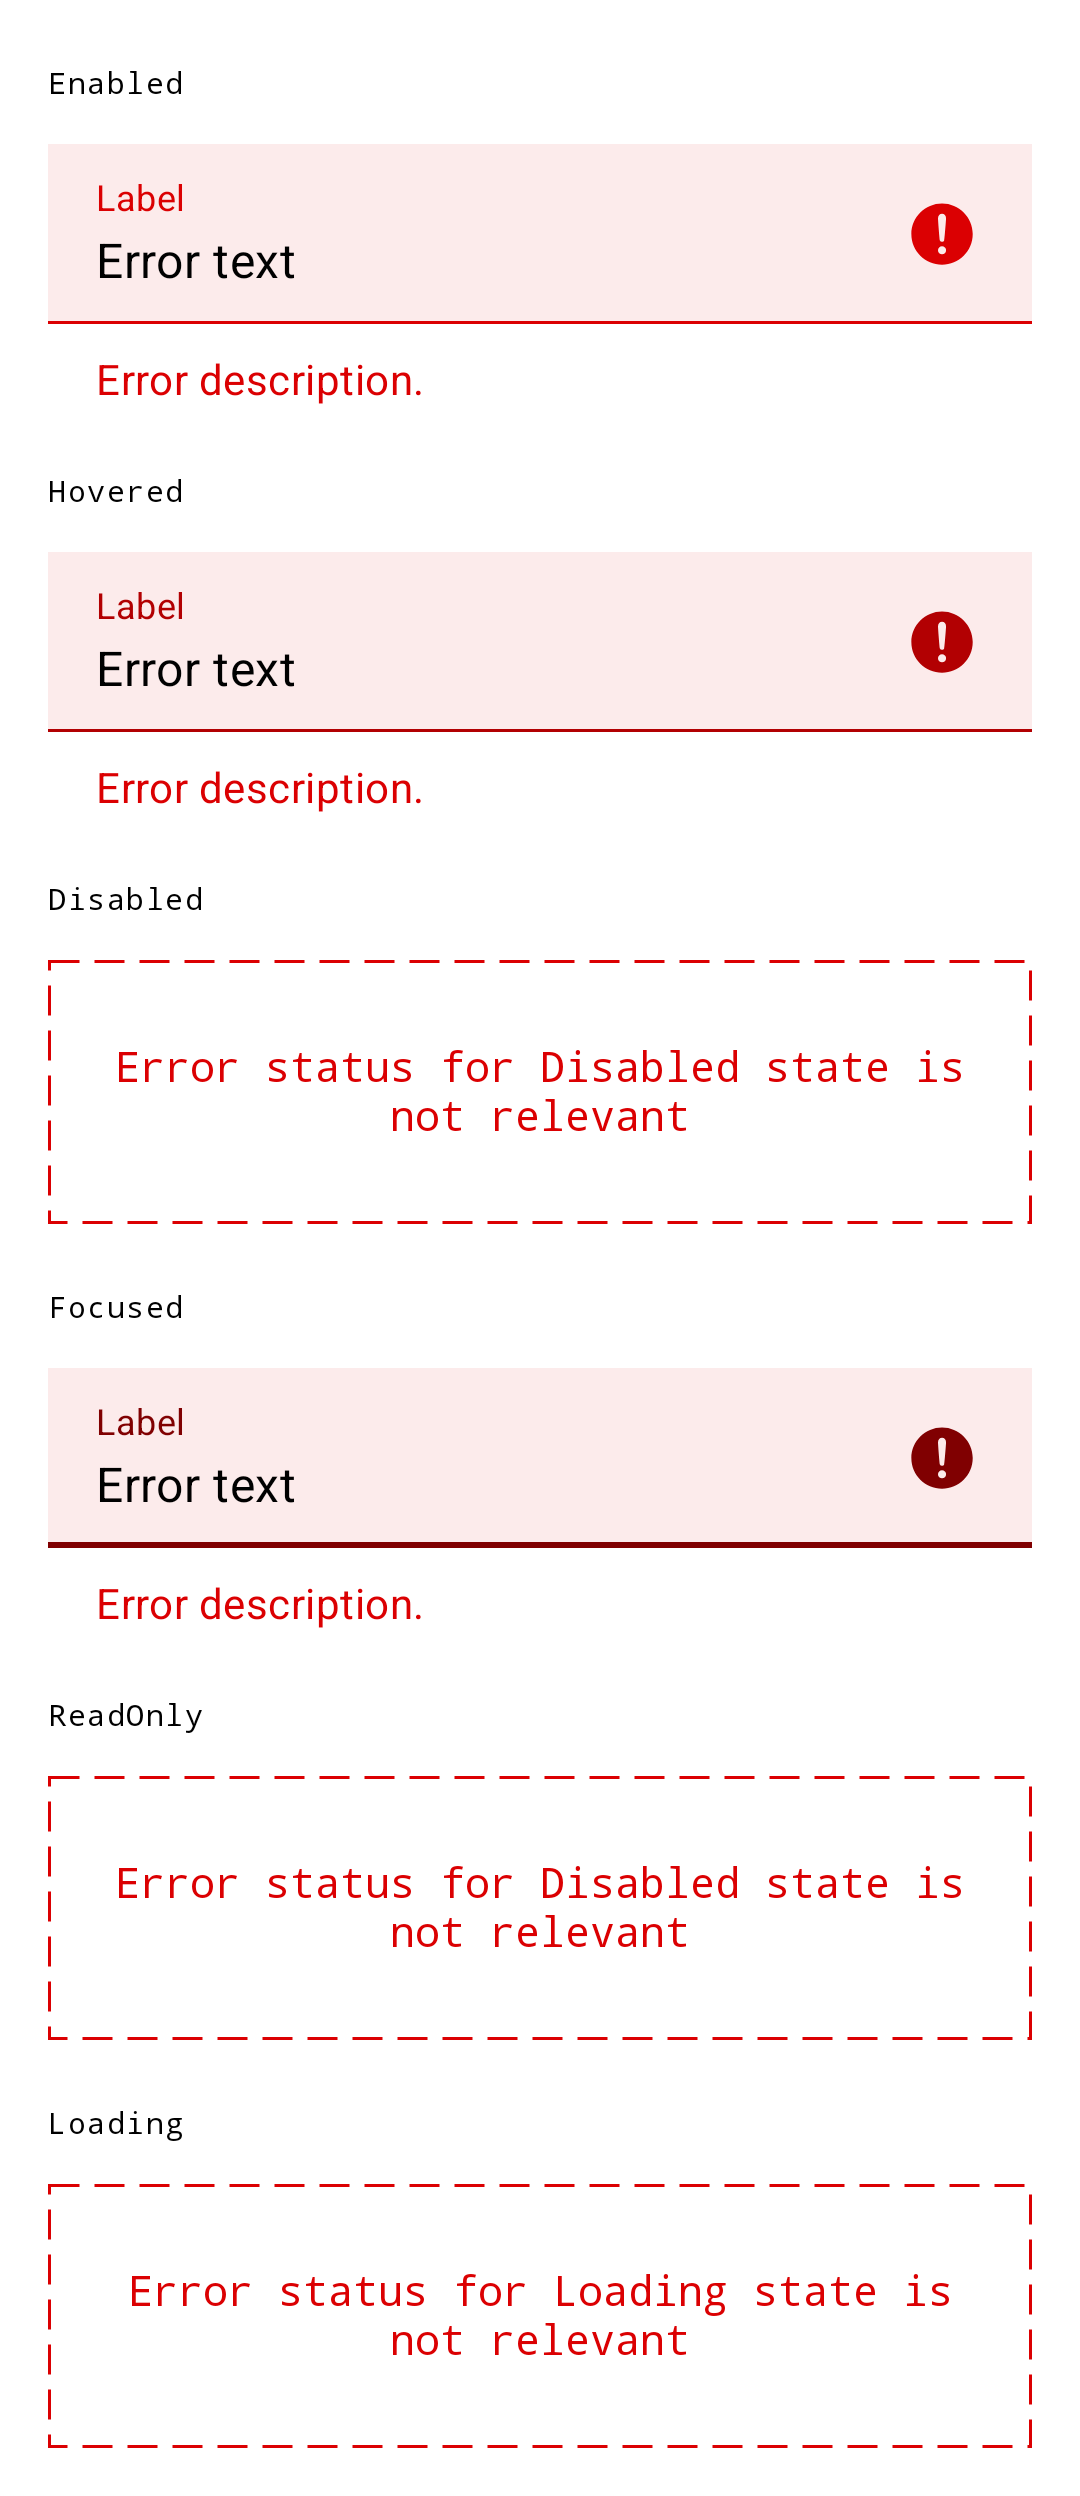 Enabled
Label
Error text
Error description.
Hovered
Label
Error text
Error description.
Disabled
Error status for Disabled state is
not relevant
Focused
Label
Error text
Error description.
ReadOnly
Error status for Disabled state is
not relevant
Loading
Error status for Loading state is
not relevant